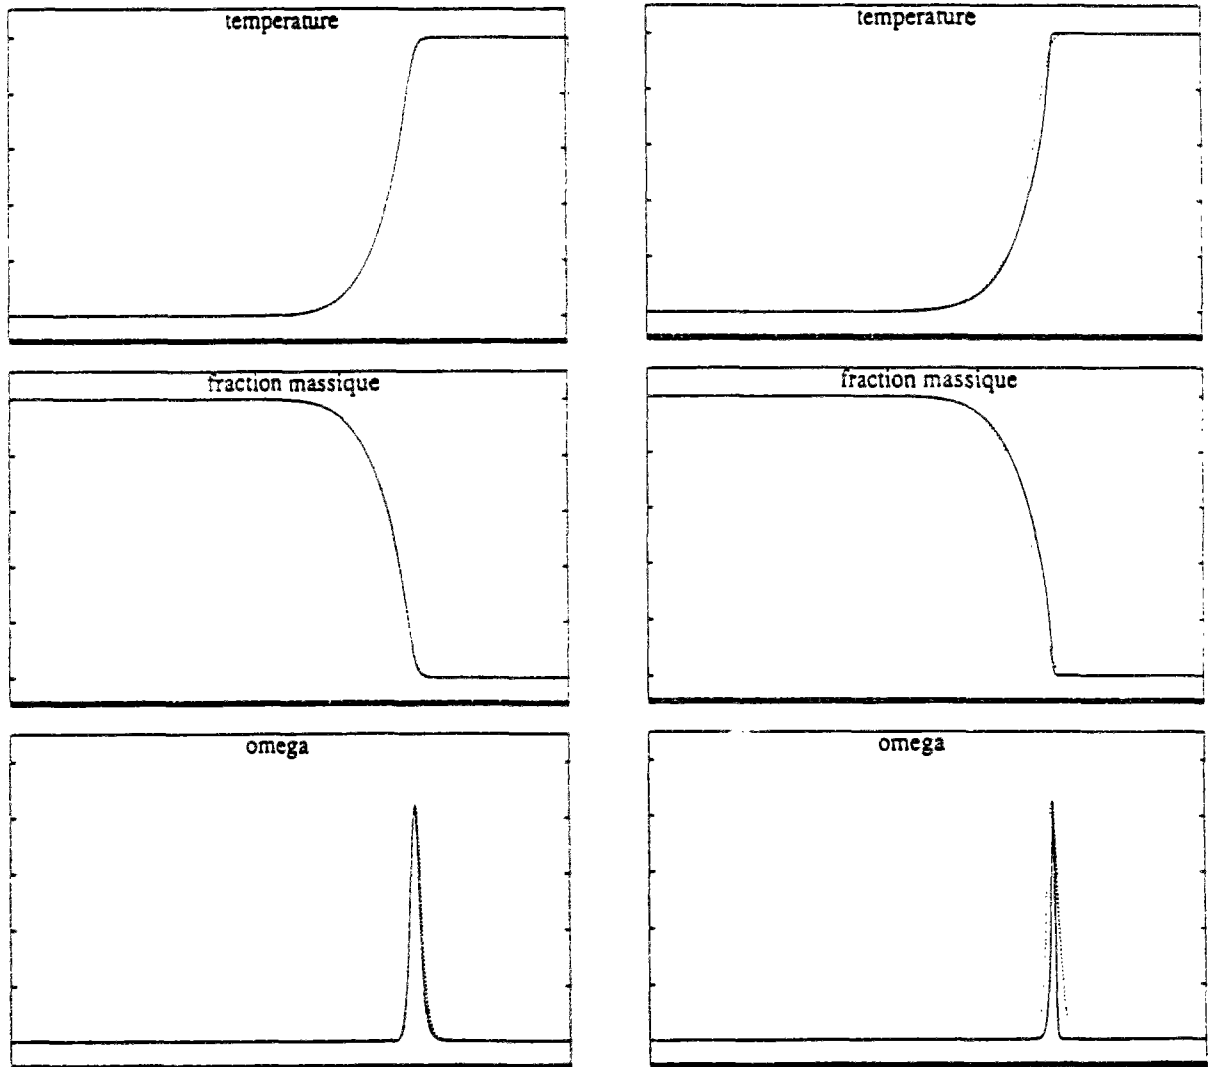 temperature
temperature
fraction massique
fraction massique
omega
omega